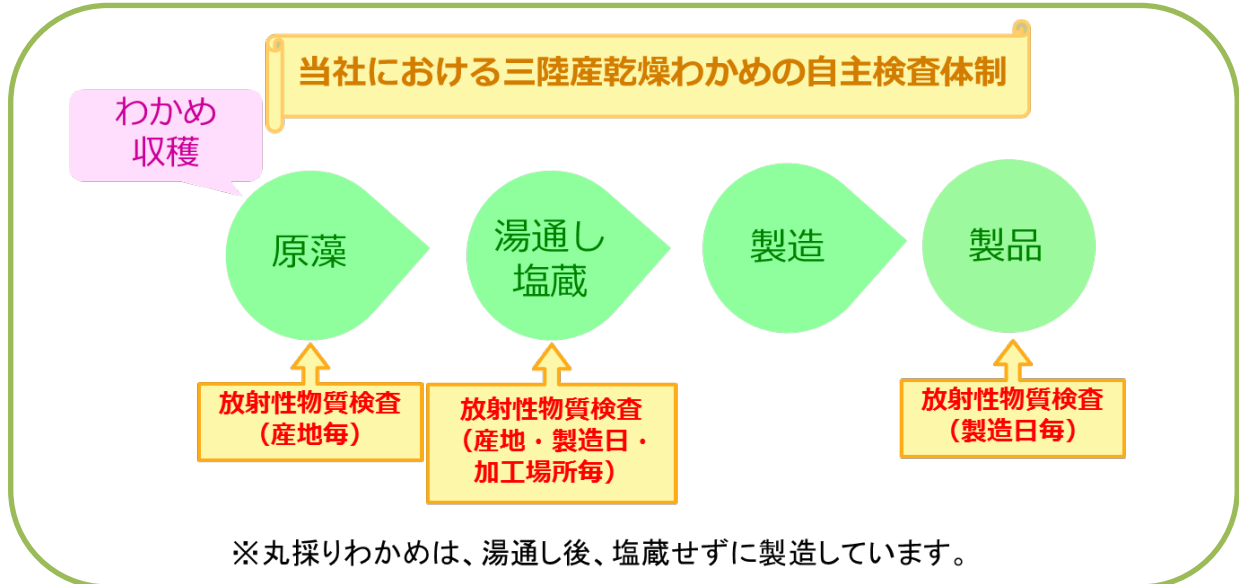 当社における三陸産乾燥わかめの自主検査体制
わかめ
収穫
原藻
湯通し
塩蔵
製造
製品
放射性物質検査
（産地毎）
放射性物質検査
（産地・製造日・
加工場所毎）
放射性物質検査
（製造日毎）
※丸採りわかめは、湯通し後、塩蔵せずに製造しています。